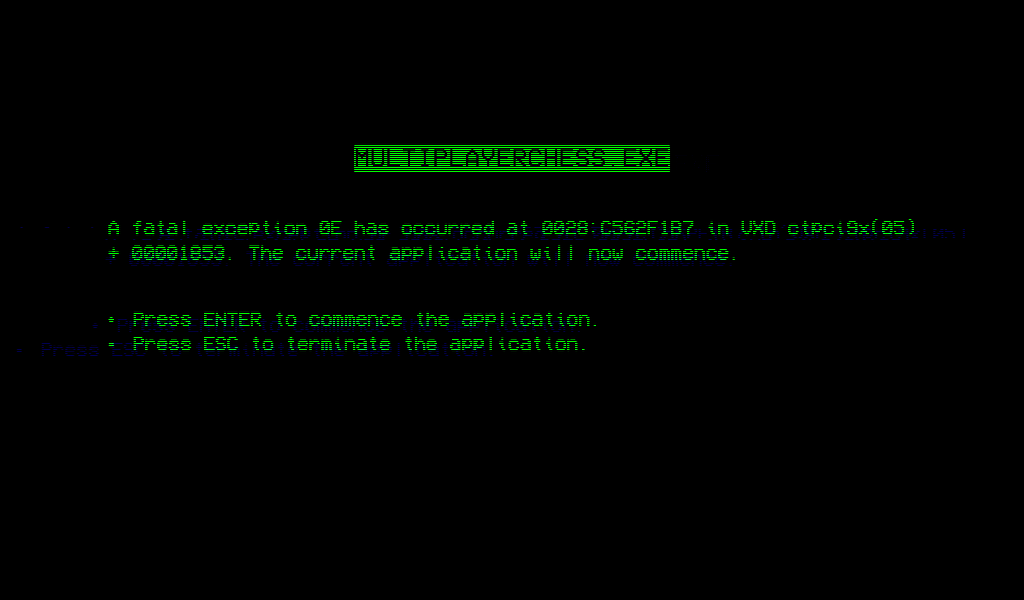 MULTIPLAYERCHESS.EXE
A fatal exception 0E has occurred at 0028:C562F1B7 in VXD ctpci9x(05)
+ 00001853. The current application will now commence.
• Press ENTER to commence the application.
• Press ESC to terminate the application.